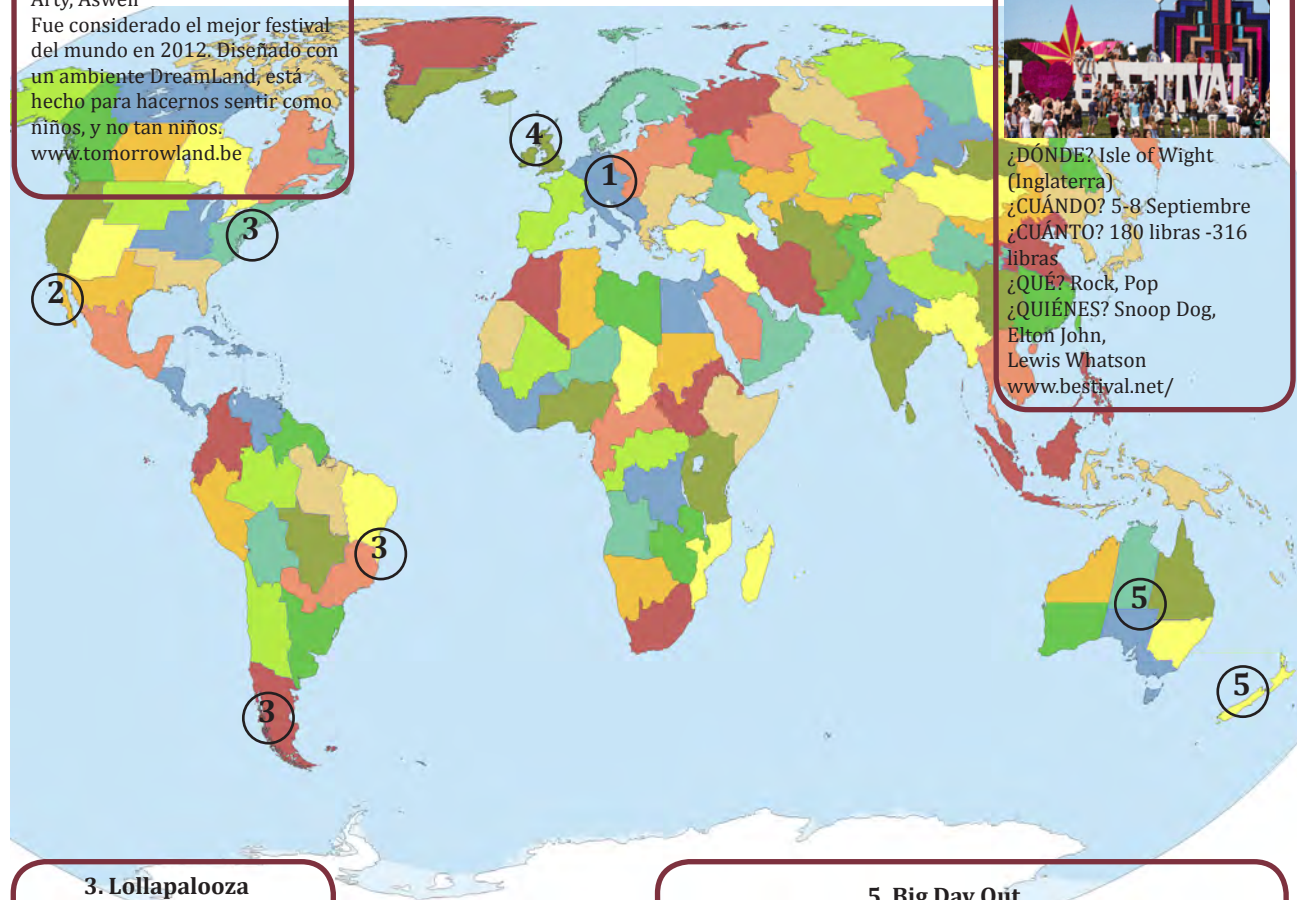 Arty, Aswell
Fue considerado el mejor festival
del mundo en 2012. Diseñado con
un ambiente DreamLand, está
hecho para hacernos sentir como
niños, y no tan niños.
www.tomorrowland.be
¿DÓNDE? Isle of Wight
(Inglaterra)
¿CUÁNDO? 5-8 Septiembre
¿CUÁNTO? 180 libras -316
libras
¿QUÉ? Rock, Pop
¿QUIÉNES? Snoop Dog,
Elton John,
Lewis Whatson
www.bestival.net/
4
1
3
2
3
5
5
3
3. Lollapalooza
5. Big Day Out